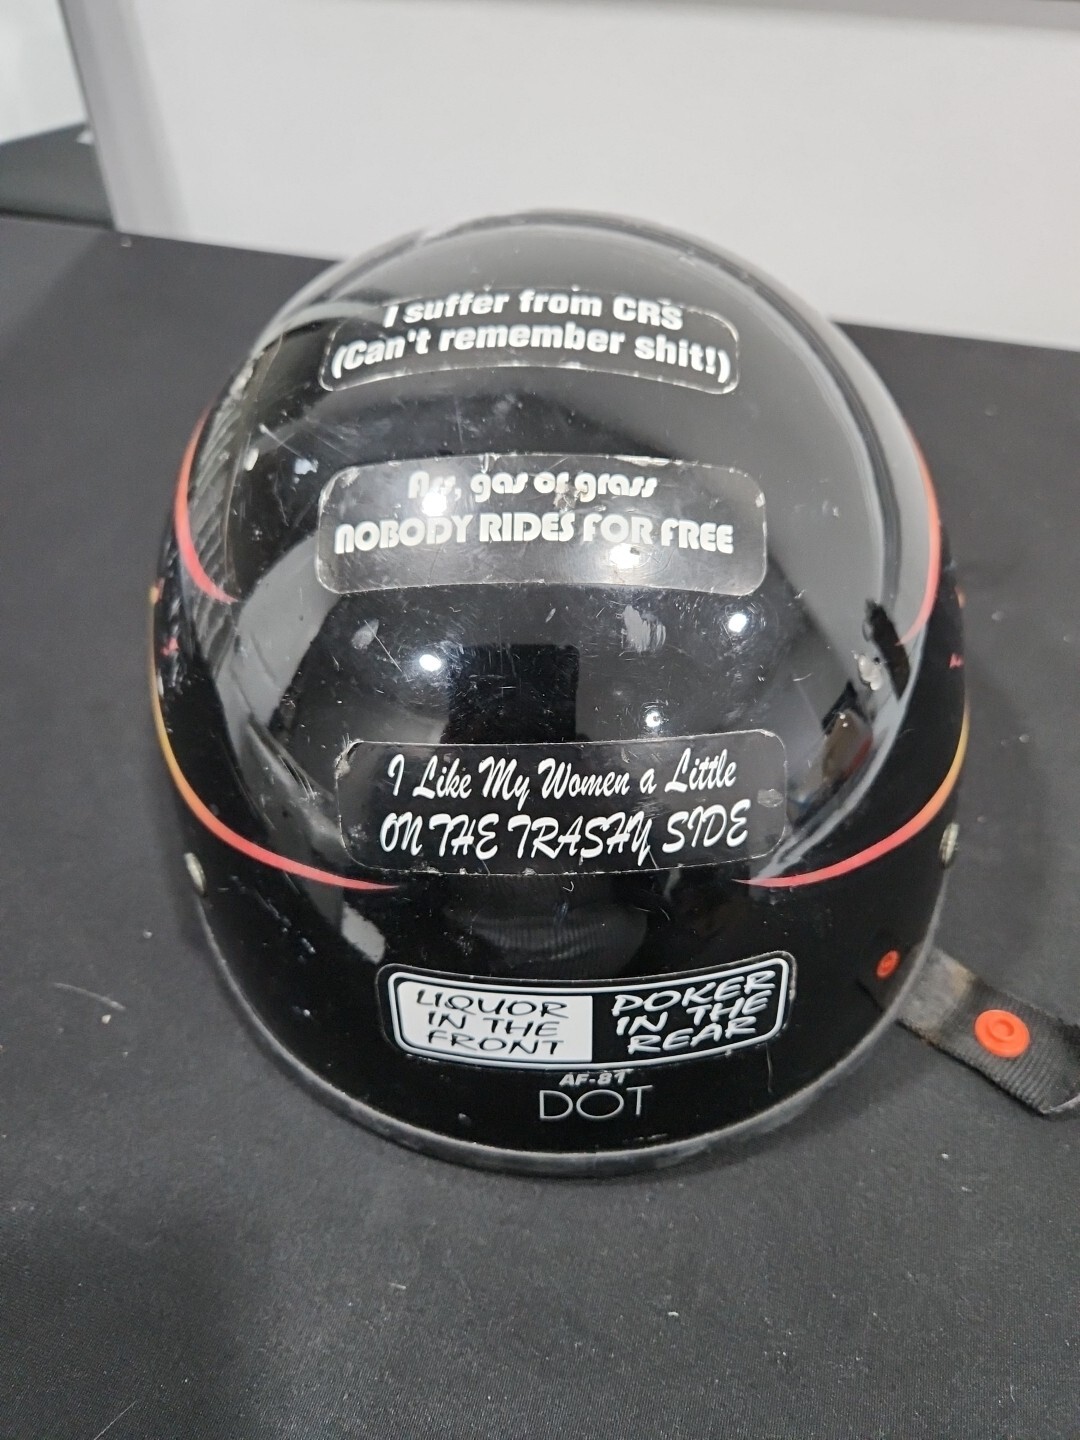 I suffer from CRS
(Can't remember shit!)
Ass, gas or grass
NOBODY RIDES FOR FREE
I Like My Women a Little
ON THE TRASHY SIDE
LIQUOR
IN THE
FRONT
POKER
IN THE
REAR
AF-81
DOT